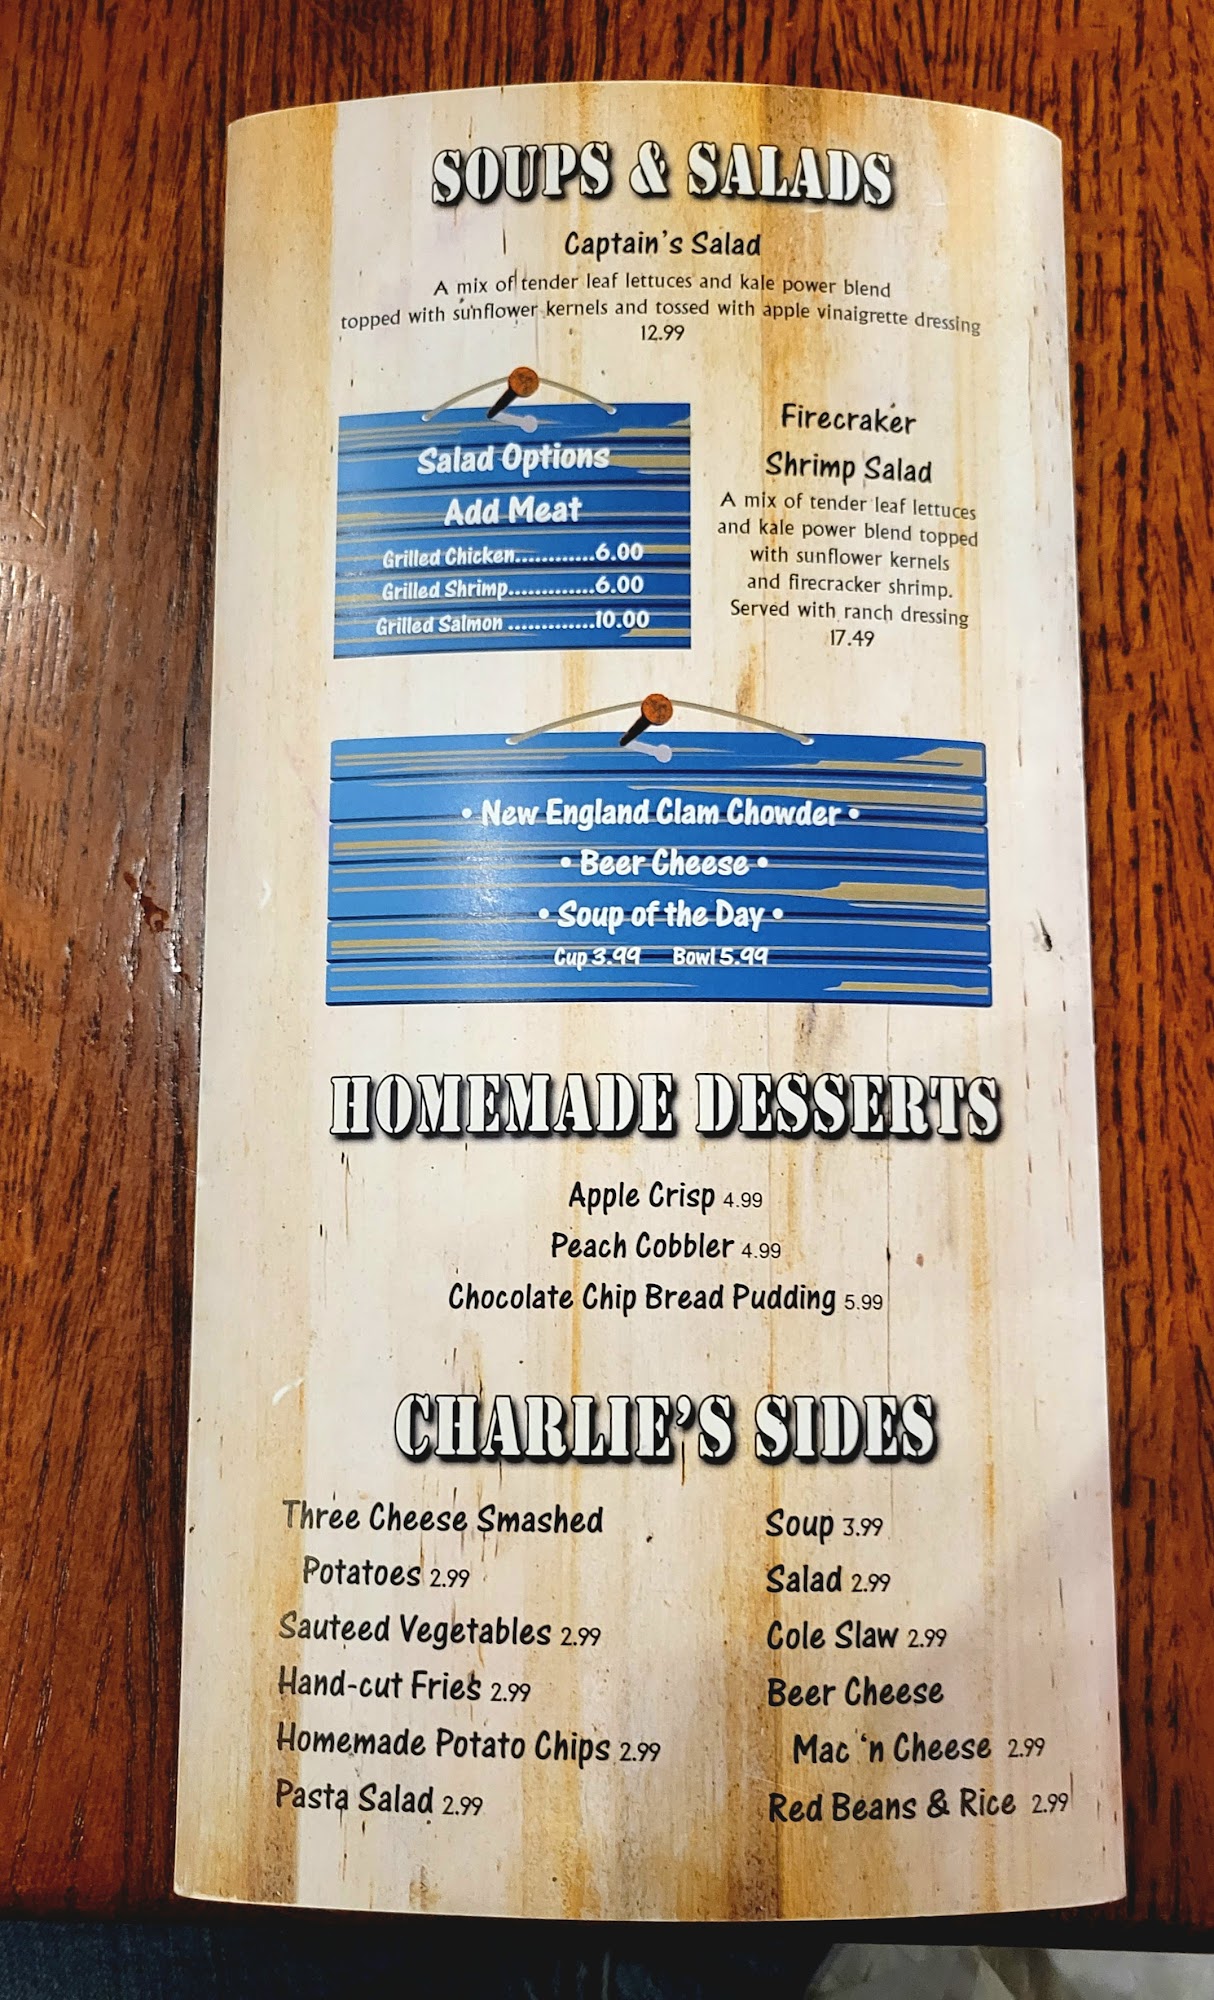 SOUPS & SALADS
Captain's Salad
A mix of tender leaf lettuces and kale power blend
topped with sunflower kernels and tossed with apple vinaigrette dressing
12.99
Salad Options
Add Meat
Grilled Chicken............6.00
Grilled Shrimp.............6.00
Grilled Salmon .............10.00
Firecraker
Shrimp Salad
A mix of tender leaf lettuces
and kale power blend topped
with sunflower kernels
and firecracker shrimp.
Served with ranch dressing
17.49
• New England Clam Chowder •
• Beer Cheese •
• Soup of the Day •
Cup 3.99 Bowl 5.99
HOMEMADE DESSERTS
Apple Crisp 4.99
Peach Cobbler 4.99
Chocolate Chip Bread Pudding 5.99
CHARLIE'S SIDES
Three Cheese Smashed
Potatoes 2.99
Sauteed Vegetables 2.99
Hand-cut Fries 2.99
Homemade Potato Chips 2.99
Pasta Salad 2.99
Soup 3.99
Salad 2.99
Cole Slaw 2.99
Beer Cheese
Mac 'n Cheese 2.99
Red Beans & Rice 2.99